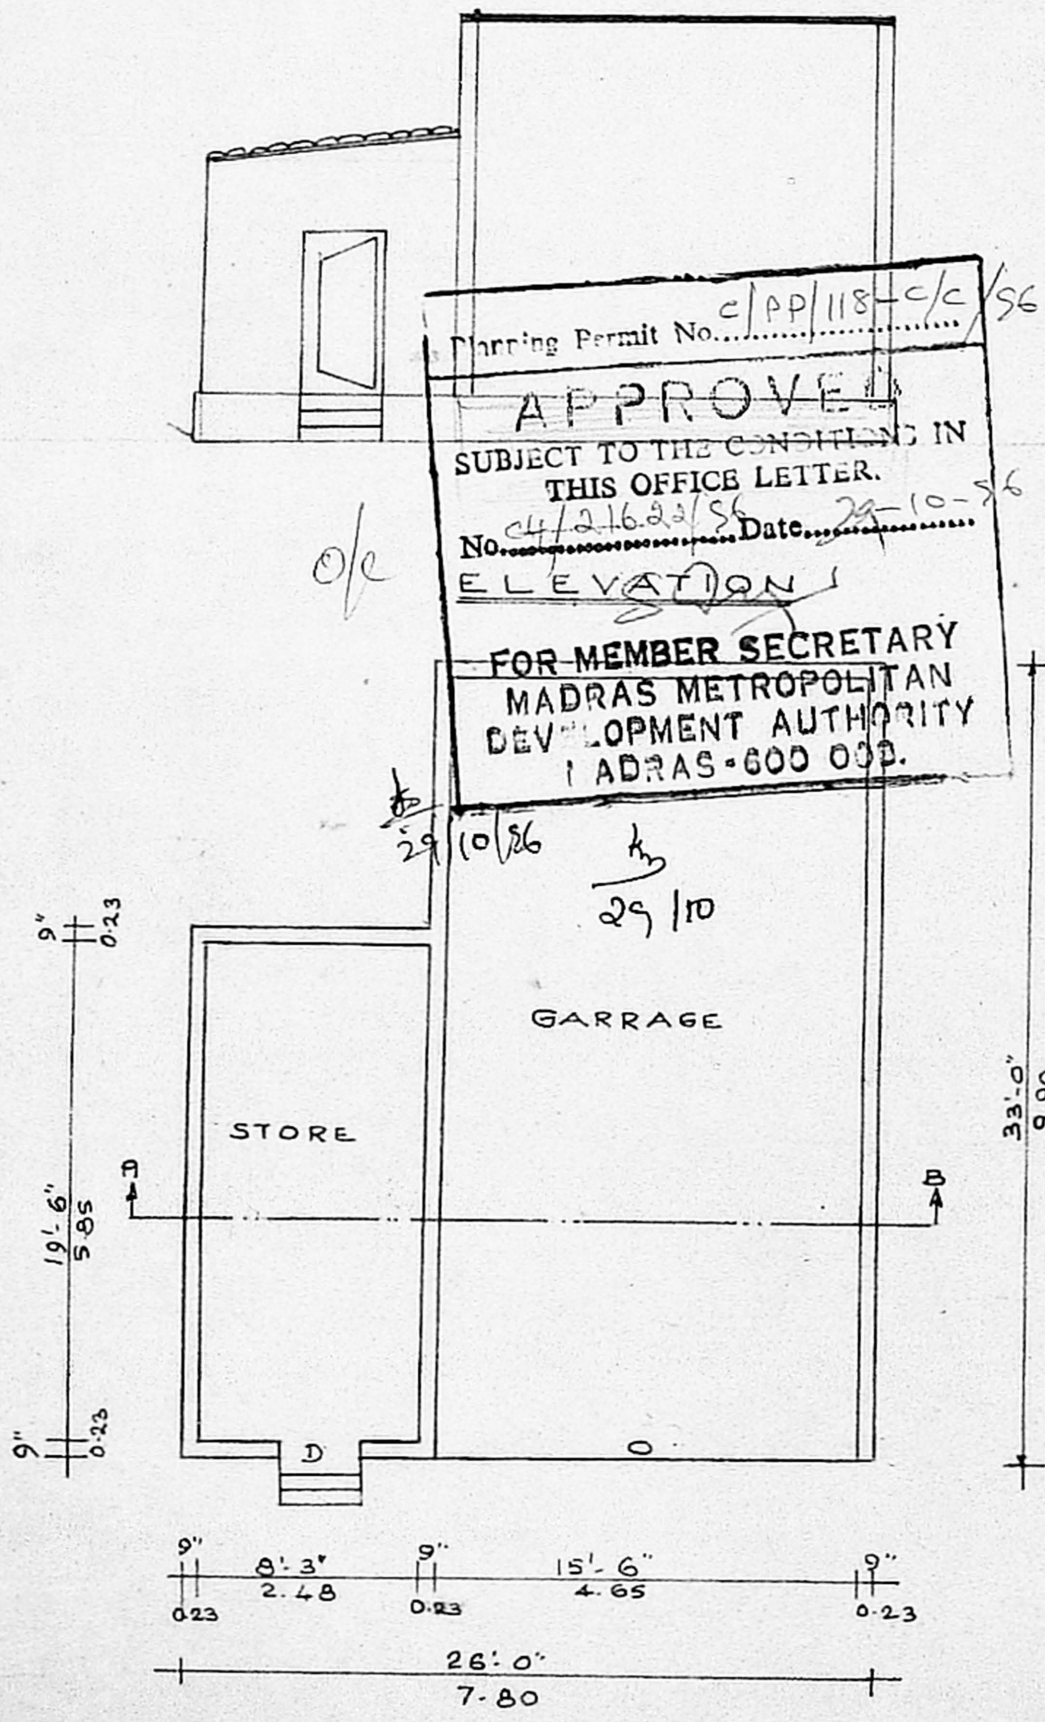 Planning Permit No. C/PP/118-C/C/86
APPROVED
SUBJECT TO THE CONDITIONS IN
THIS OFFICE LETTER.
No. C4/21622/86 Date 29-10-86
O/C
ELEVATION
FOR MEMBER SECRETARY
MADRAS METROPOLITAN
DEVELOPMENT AUTHORITY
MADRAS-600 008.
29/10/86
29/10
9"
0.23
GARRAGE
STORE
33'-0"
A
B
19'-6"
5.85
9"
0.23
D
O
9" 8'-3" 9" 15'-6" 9"
0.23 2.48 0.23 4.65 0.23
26'-0"
7.80